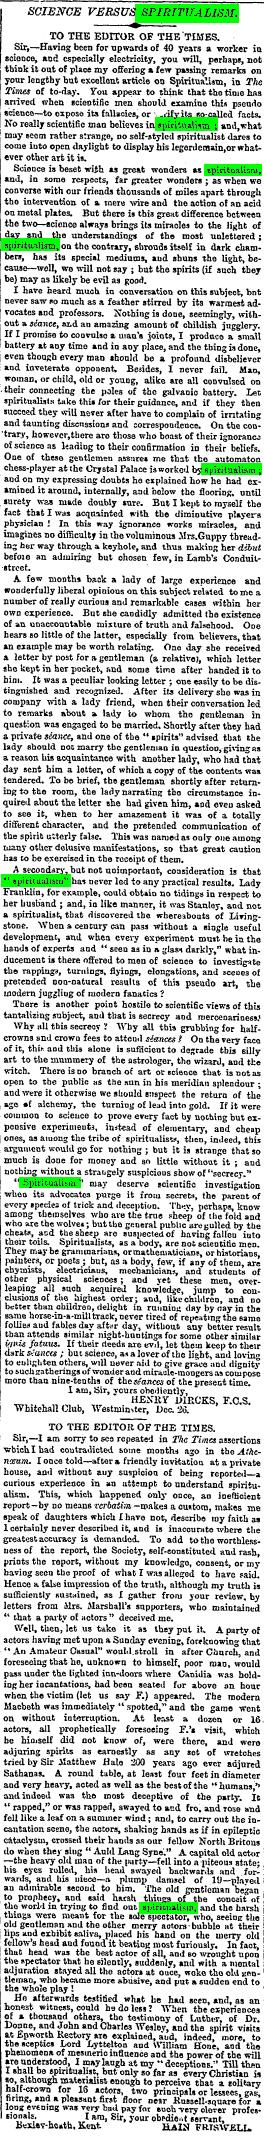 SCIENCE VERSUS SPIRITUALISM.
TO THE EDITOR OF THE TIMES.
Sir,—Having been for upwards of 40 years a worker in
science, and especially electricity, you will, perhaps, not
think it out of place my offering a few passing remarks on
your lengthy but excellent article on Spiritualism, in The
Times of to-day. You appear to think that the time has
arrived when scientific men should examine this pseudo
science—to expose its fallacies, or rify its so-called facts.
No really scientific man believes in spiritualism; and, what
may seem rather strange, no self-styled spiritualist dares to
come into open daylight to display his legerdemain, or what-
ever other art it is.
Science is beset with as great wonders as spiritualism,
and, in some respects, far greater wonders; as when we
converse with our friends thousands of miles apart through
the intervention of a mere wire and the action of an acid
on metal plates. But there is this great difference between
the two—science always brings its miracles to the light of
day and the understandings of the most unlettered;
spiritualism, on the contrary, shrouds itself in dark cham-
bers, has its special mediums, and shuns the light, be-
cause—well, we will not say; but the spirits (if such they
be) may as likely be evil as good.
I have heard much in conversation on this subject, but
never saw so much as a feather stirred by its warmest ad-
vocates and professors. Nothing is done, seemingly, with-
out a séance, and an amazing amount of childish jugglery.
If I promise to convulse a man's joints, I produce a small
battery at any time and in any place, and the thing is done,
even though every man should be a profound disbeliever
and inveterate opponent. Besides, I never fail. Man,
woman, or child, old or young, alike are all convulsed on
their connecting the poles of the galvanic battery. Let
spiritualists take this for their guidance, and if they then
succeed they will never after have to complain of irritating
and taunting discussions and correspondence. On the con-
trary, however, there are those who boast of their ignorance
of science as leading to their confirmation in their beliefs.
One of these gentlemen assures me that the automaton
chess-player at the Crystal Palace is worked by spiritualism;
and on my expressing doubts he explained how he had ex-
amined it around, internally, and below the flooring, until
surety was made doubly sure. But I kept to myself the
fact that I was acquainted with the diminutive player's
physician! In this way ignorance works miracles, and
imagines no difficulty in the voluminous Mrs. Guppy thread-
ing her way through a keyhole, and thus making her début
before an admiring but chosen few, in Lamb's Conduit-
street.
A few months back a lady of large experience and
wonderfully liberal opinions on this subject related to me a
number of really curious and remarkable cases within her
own experience. But she candidly admitted the existence
of an unaccountable mixture of truth and falsehood. One
hears so little of the latter, especially from believers, that
an example may be worth relating. One day she received
a letter by post for a gentleman (a relative), which letter
she kept in her pocket, and some time after handed it to
him. It was a peculiar looking letter; one easily to be dis-
tinguished and recognized. After its delivery she was in
company with a lady friend, when their conversation led
to remarks about a lady to whom the gentleman in
question was engaged to be married. Shortly after they had
a private séance, and one of the "spirits" advised that the
lady should not marry the gentleman in question, giving as
a reason his acquaintance with another lady, who had that
day sent him a letter, of which a copy of the contents was
tendered. To be brief, the gentleman shortly after return-
ing to the room, the lady narrating the circumstance in-
quired about the letter she had given him, and even asked
to see it, when to her amazement it was of a totally
different character, and the pretended communication of
the spirit utterly false. This was named as only one among
many other delusive manifestations, so that great caution
has to be exercised in the receipt of them.
A secondary, but not unimportant, consideration is that
"spiritualism" has never led to any practical results. Lady
Franklin, for example, could obtain no tidings in respect to
her husband; and, in like manner, it was Stanley, and not
a spiritualist, that discovered the whereabouts of Living-
stone. When a century can pass without a single useful
development, and when every experiment must be in the
hands of experts and "seen as in a glass darkly," what in-
ducement is there offered to men of science to investigate
the rappings, turnings, flyings, elongations, and scenes of
pretended non-natural results of this pseudo art, the
modern juggling of modern fanatics?
There is another point hostile to scientific views of this
tantalizing subject, and that is secrecy and mercenariness.
Why all this secrecy? Why all this grubbing for half-
crowns and crown fees to attend séances? On the very face
of it, this and this alone is sufficient to degrade this silly
art to the mummery of the astrologer, the wizard, and the
witch. There is no branch of art or science that is not as
open to the public as the sun in his meridian splendour;
and were it otherwise we should suspect the return of the
age of alchemy, the turning of lead into gold. If it were
common to science to prove every fact by nothing but ex-
pensive experiments, instead of elementary, and cheap
ones, as among the tribe of spiritualists, then, indeed, this
argument would go for nothing; but it is strange that so
much is done for money and so little without it; and
nothing without a strangely suspicious show of "secrecy."
"Spiritualism" may deserve scientific investigation
when its advocates purge it from secrets, the parent of
every species of trick and deception. They, perhaps, know
among themselves who are the true sheep of the fold and
who are the wolves; but the general public are gulled by the
cheats, and the sheep are suspected of having fallen into
their toils. Spiritualists, as a body, are not scientific men.
They may be grammarians, or mathematicians, or historians,
painters, or poets; but, as a body, few, if any of them, are
chymists, electricians, mechanicians, and students of
other physical sciences; and yet these men, over-
leaping all such acquired knowledge, jump to con-
clusions of the highest order; and, like children, and no
better than children, delight in running day by day in the
same horse-in-a-mill track, never tired of repeating the same
follies and fables day after day, without any better result
than attends similar night-huntings for some other similar
ignis fatuus. If their deeds are evil, let them keep to their
dark séances; but science, as a lover of the light, and loving
to enlighten others, will never aid to give grace and dignity
to such gatherings of wonder and miracle-mongers as compose
more than nine-tenths of the séances of the present time.
I am, Sir, yours obediently,
HENRY DIRCKS, F.C.S.
Whitehall Club, Westminster, Dec. 26.
TO THE EDITOR OF THE TIMES.
Sir,—I am sorry to see repeated in The Times assertions
which I had contradicted some months ago in the Athe-
næum. I once told—after a friendly invitation at a private
house, and without any suspicion of being reported—a
curious experience in an attempt to understand spiritu-
alism. This, which happened only once, an inefficient
report—by no means verbatim—makes a custom, makes me
speak of daughters which I have not, describe my faith as
I certainly never described it, and is inaccurate where the
greatest accuracy is demanded. To add to the worthless-
ness of the report, the Society, self-constituted and rash,
prints the report, without my knowledge, consent, or my
having seen the proof of what I was alleged to have said.
Hence a false impression of the truth, although my truth is
sufficiently sustained, as I gather from your review, by
letters from Mrs. Marshall's supporters, who maintained
"that a party of actors" deceived me.
Well, then, let us take it as they put it. A party of
actors having met upon a Sunday evening, foreknowing that
"An Amateur Casual" would stroll in after Church, and
foreseeing that he, unknown to himself, poor man, would
pass under the lighted inn-doors where Canidia was hold-
ing her incantations, had been seated for above an hour
when the victim (let us say F.) appeared. The modern
Macbeth was immediately "spotted," and the game went
on without interruption. At least a dozen or 16
actors, all prophetically foreseeing F.'s visit, which
he himself did not know of, were there, and were
adjuring spirits as earnestly as any set of wretches
tried by Sir Matthew Hale 200 years ago ever adjured
Sathanas. A round table, at least four feet in diameter
and very heavy, acted as well as the best of the "humans,"
and indeed was the most deceptive of the party. It
"rapped," or was rapped, swayed to and fro, and rose and
fell like a loaf on a summer wind; and, to carry out the in-
cantation scene, the actors, shaking hands as if in epileptic
cataclysm, crossed their hands as our fellow North Britons
do when they sing "Auld Lang Syne." A capital old actor
—the heavy old man of the party—fell into a piteous state;
his eyes rolled, his head swayed backwards and for-
wards, and his niece—a plump damsel of 19—played
an admirable second to him. The old gentleman began
to prophecy, and said harsh things of the conceit of
the world in trying to find out spiritualism, and the harsh
things were meant for the sole spectator, who, seeing the
old gentleman and the other merry actors bubble at their
lips and exhibit saliva, placed his hand on the merry old
fellow's head and found it beating most furiously. In fact,
that head was the best actor of all, and so wrought upon
the spectator that he silently, suddenly, and with a mental
adjuration stayed all the actors at once, woke the old gen-
tleman, who became more abusive, and put a sudden end to
the whole play!
He afterwards testified what he had seen, and, as an
honest witness, could he do less? When the experiences
of a thousand others, the testimony of Luther, of Dr.
Donne, and John and Charles Wesley, and the spirit visits
at Epworth Rectory are explained, and, indeed, more, to
the sceptics Lord Lyttelton and William Hone, and the
phenomena of mesmeric influence and the power of the will
are understood, I may laugh at my "deceptions." Till then
I shall be spiritualist, but only so far as every Christian is
so, although materialist enough to perceive that a solitary
half-crown for 16 actors, two principals or lessees, gas,
firing, and a pleasant first floor near Russell-square for a
long evening was very bad pay for such very clever profes-
sionals. I am, Sir, your obedient servant,
Bexley-heath, Kent. HAIN FRISWELL.